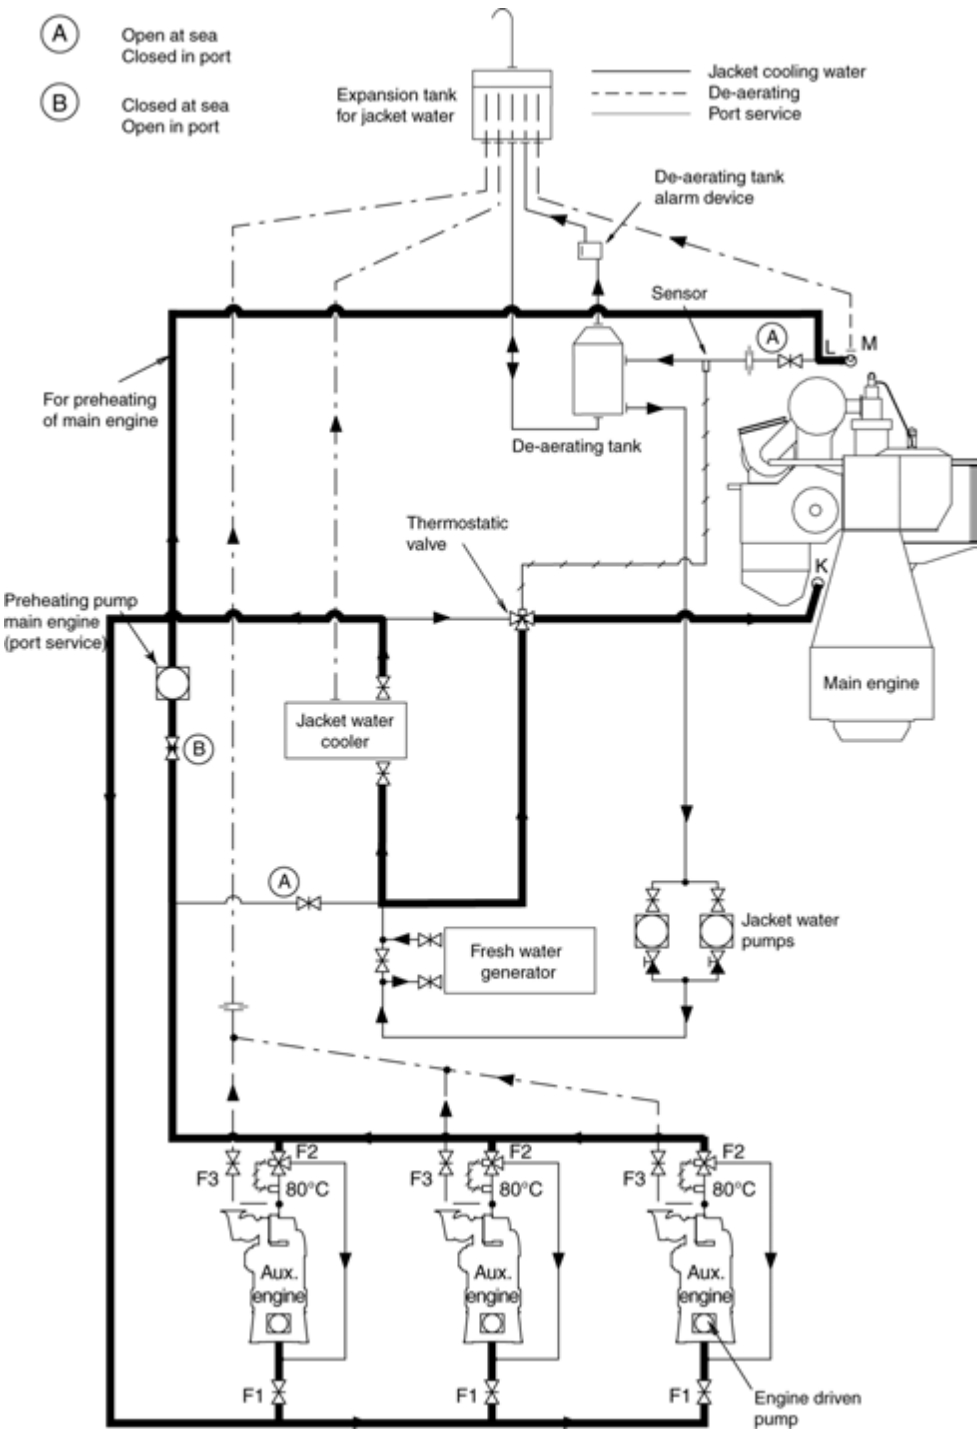 A
Open at sea
Closed in port
B
Closed at sea
Open in port
Expansion tank
for jacket water
Jacket cooling water
De-aerating
Port service
De-aerating tank
alarm device
Sensor
A
L
M
For preheating
of main engine
De-aerating tank
Thermostatic
valve
K
Preheating pump
main engine
(port service)
Main engine
Jacket water
cooler
B
A
Jacket water
pumps
Fresh water
generator
F2
F2
F2
F3
F3
F3
80°C
80°C
80°C
Aux.
engine
Aux.
engine
Aux.
engine
F1
F1
F1
Engine driven
pump